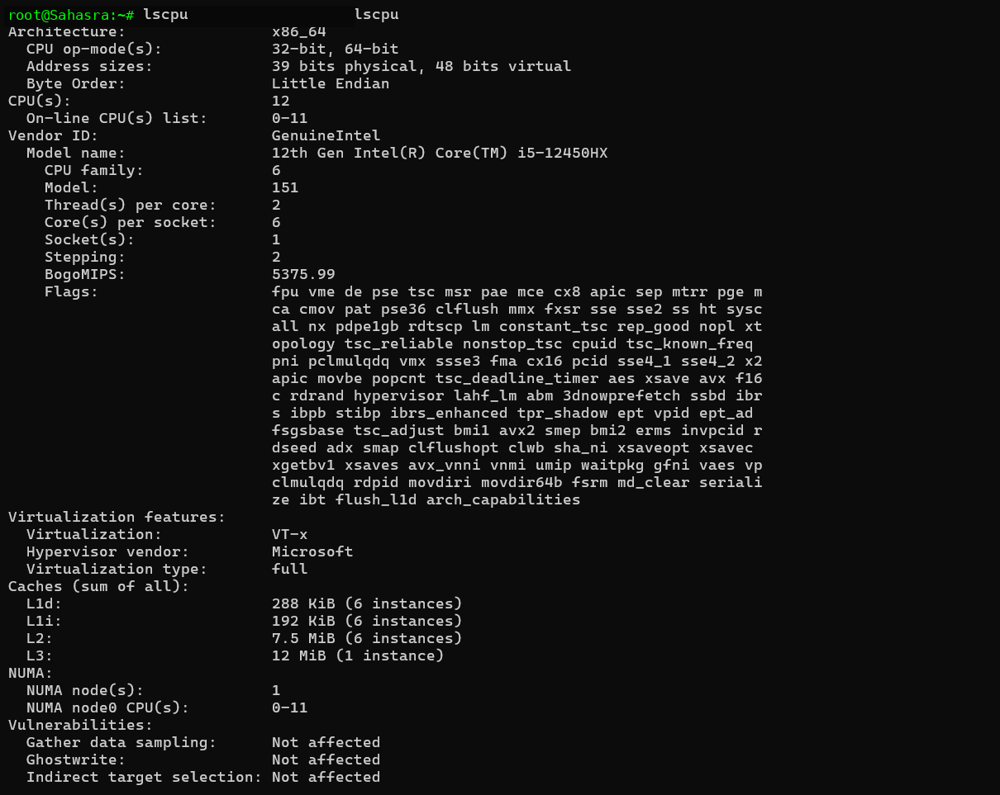 root@Sahasra:~# lscpu lscpu
Architecture: x86_64
CPU op-mode(s): 32-bit, 64-bit
Address sizes: 39 bits physical, 48 bits virtual
Byte Order: Little Endian
CPU(s): 12
On-line CPU(s) list: 0-11
Vendor ID: GenuineIntel
Model name: 12th Gen Intel(R) Core(TM) i5-12450HX
CPU family: 6
Model: 151
Thread(s) per core: 2
Core(s) per socket: 6
Socket(s): 1
Stepping: 2
BogoMIPS: 5375.99
Flags: fpu vme de pse tsc msr pae mce cx8 apic sep mtrr pge m
ca cmov pat pse36 clflush mmx fxsr sse sse2 ss ht sysc
all nx pdpe1gb rdtscp lm constant_tsc rep_good nopl xt
opology tsc_reliable nonstop_tsc cpuid tsc_known_freq
pni pclmulqdq vmx ssse3 fma cx16 pcid sse4_1 sse4_2 x2
apic movbe popcnt tsc_deadline_timer aes xsave avx f16
c rdrand hypervisor lahf_lm abm 3dnowprefetch ssbd ibr
s ibpb stibp ibrs_enhanced tpr_shadow ept vpid ept_ad
fsgsbase tsc_adjust bmi1 avx2 smep bmi2 erms invpcid r
dseed adx smap clflushopt clwb sha_ni xsaveopt xsavec
xgetbv1 xsaves avx_vnni vnmi umip waitpkg gfni vaes vp
clmulqdq rdpid movdiri movdir64b fsrm md_clear seriali
ze ibt flush_l1d arch_capabilities
Virtualization features:
Virtualization: VT-x
Hypervisor vendor: Microsoft
Virtualization type: full
Caches (sum of all):
L1d: 288 KiB (6 instances)
L1i: 192 KiB (6 instances)
L2: 7.5 MiB (6 instances)
L3: 12 MiB (1 instance)
NUMA:
NUMA node(s): 1
NUMA node0 CPU(s): 0-11
Vulnerabilities:
Gather data sampling: Not affected
Ghostwrite: Not affected
Indirect target selection: Not affected